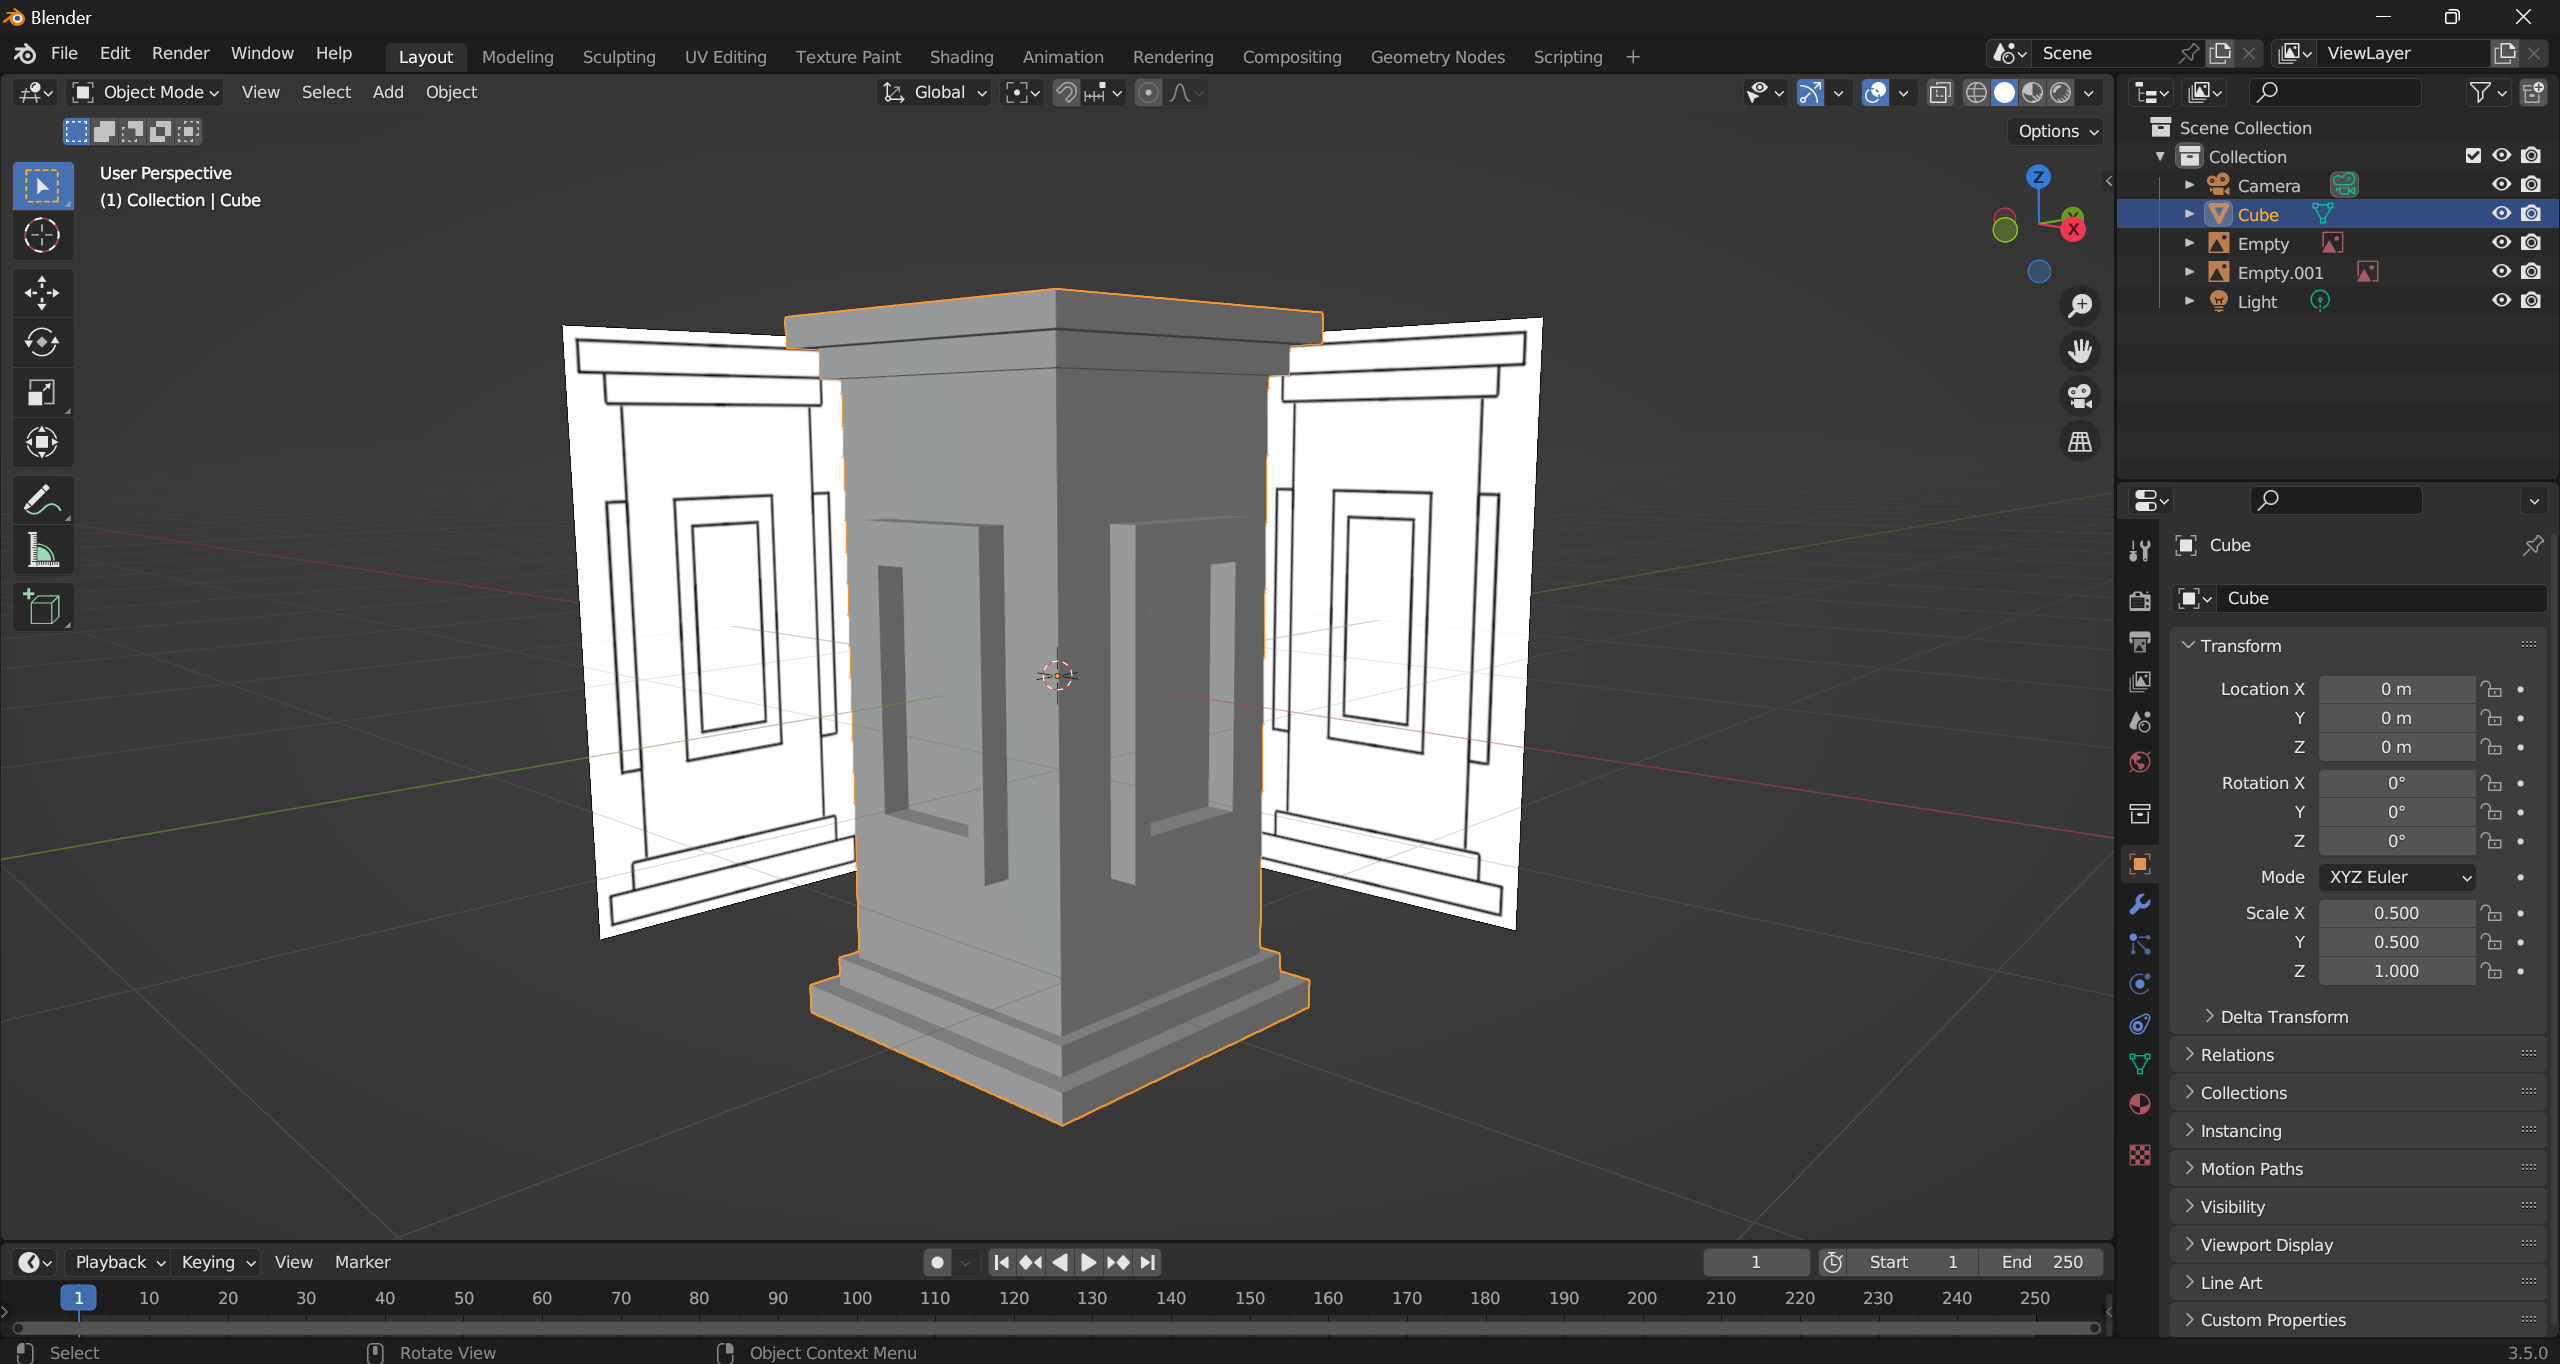 Blender
File Edit Render Window Help Layout Modeling Sculpting UV Editing Texture Paint Shading Animation Rendering Compositing Geometry Nodes Scripting + Scene ViewLayer
Object Mode View Select Add Object Global
Options
User Perspective
(1) Collection | Cube
Z
Y
X
Scene Collection
Collection
Camera
Cube
Empty
Empty.001
Light
Cube
Cube
Transform
Location X 0 m
Y 0 m
Z 0 m
Rotation X 0°
Y 0°
Z 0°
Mode XYZ Euler
Scale X 0.500
Y 0.500
Z 1.000
Delta Transform
Relations
Collections
Instancing
Motion Paths
Visibility
Viewport Display
Line Art
Custom Properties
Playback Keying View Marker 1 Start 1 End 250
1 10 20 30 40 50 60 70 80 90 100 110 120 130 140 150 160 170 180 190 200 210 220 230 240 250
Select Rotate View Object Context Menu 3.5.0